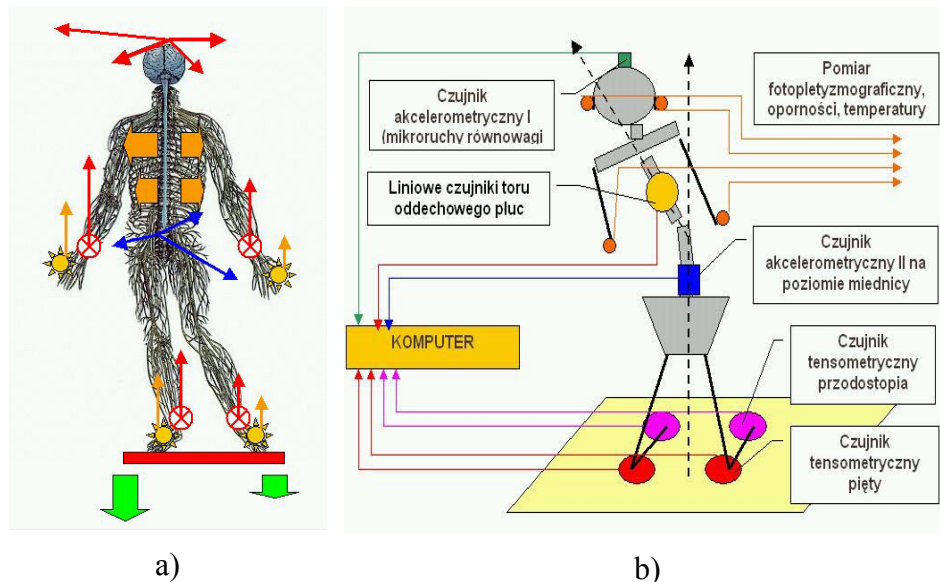 Czujnik
akcelerometryczny I
(mikroruchy równowagi
Liniowe czujniki toru
oddechowego pluc
KOMPUTER
Pomiar
fotopletyzmograficzny,
oporności, temperatury
Czujnik
akcelerometryczny II na
poziomie miednicy
Czujnik
tensometryczny
przodostopia
Czujnik
tensometryczny
pięty
a)
b)